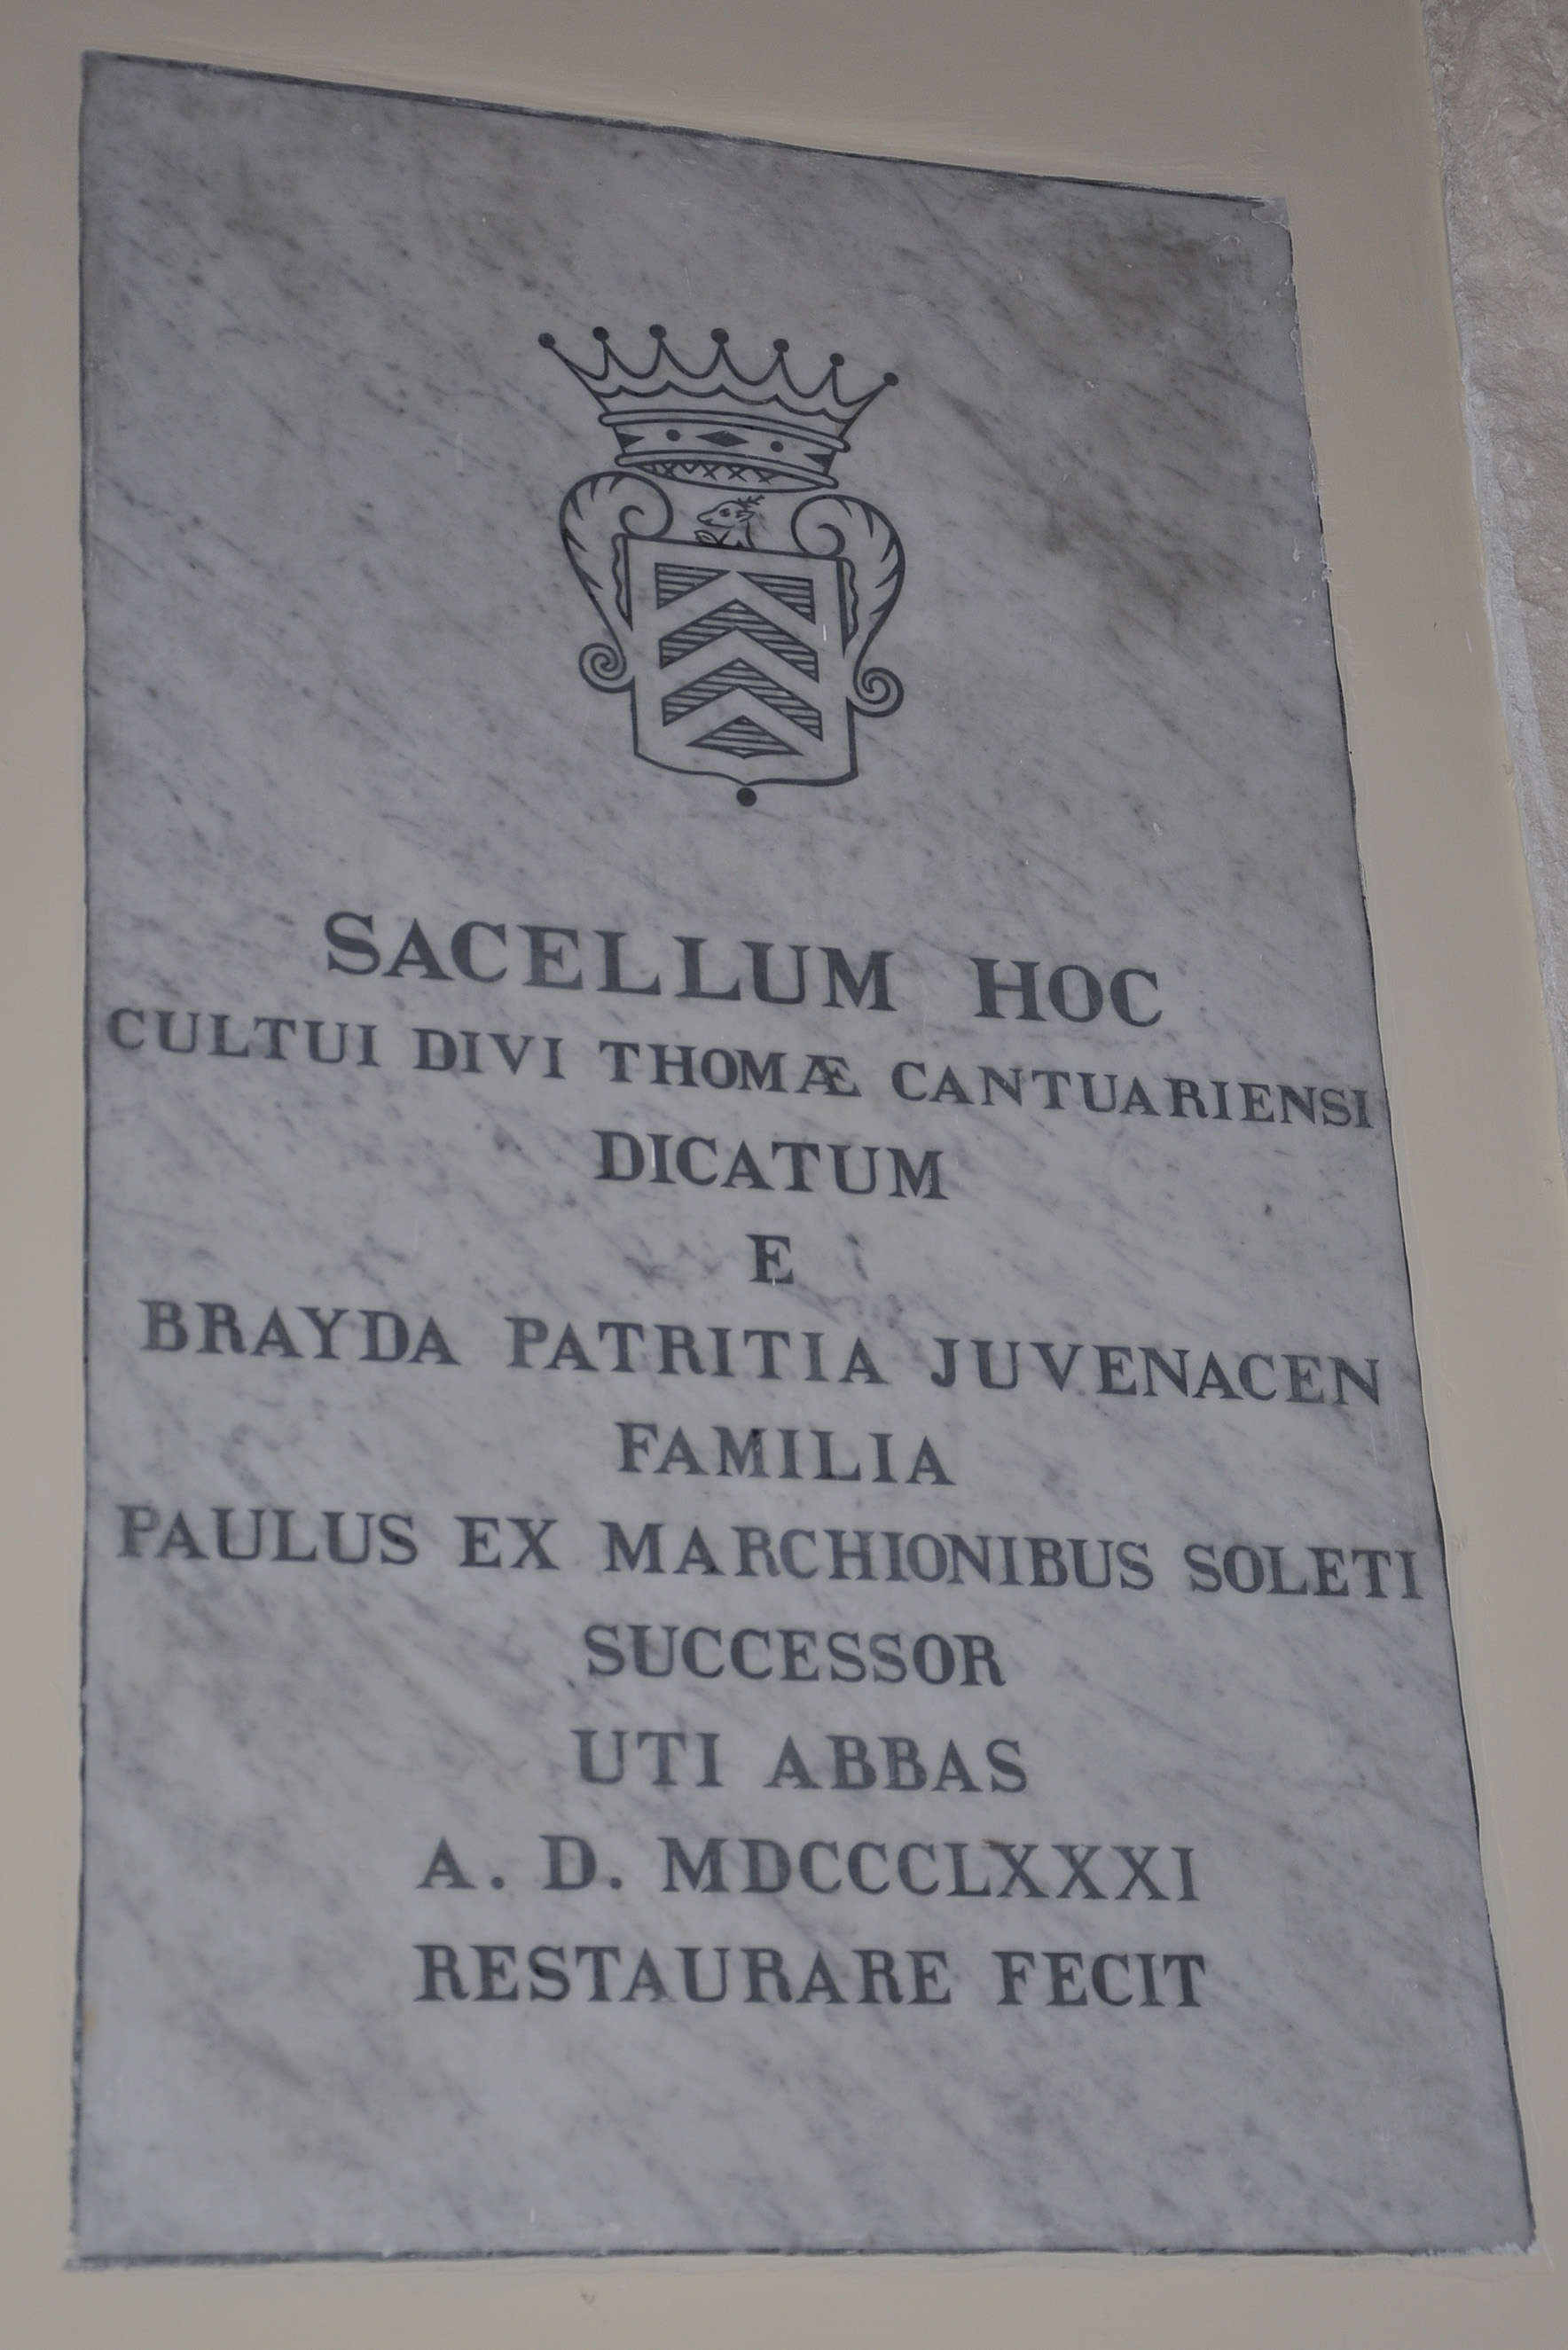 SACELLUM HOC
CULTUI DIVI THOMÆ CANTUARIENSI
DICATUM
E
BRAYDA PATRITIA JUVENACEN
FAMILIA
PAULUS EX MARCHIONIBUS SOLETI
SUCCESSOR
UTI ABBAS
A. D. MDCCCLXXXI
RESTAURARE FECIT